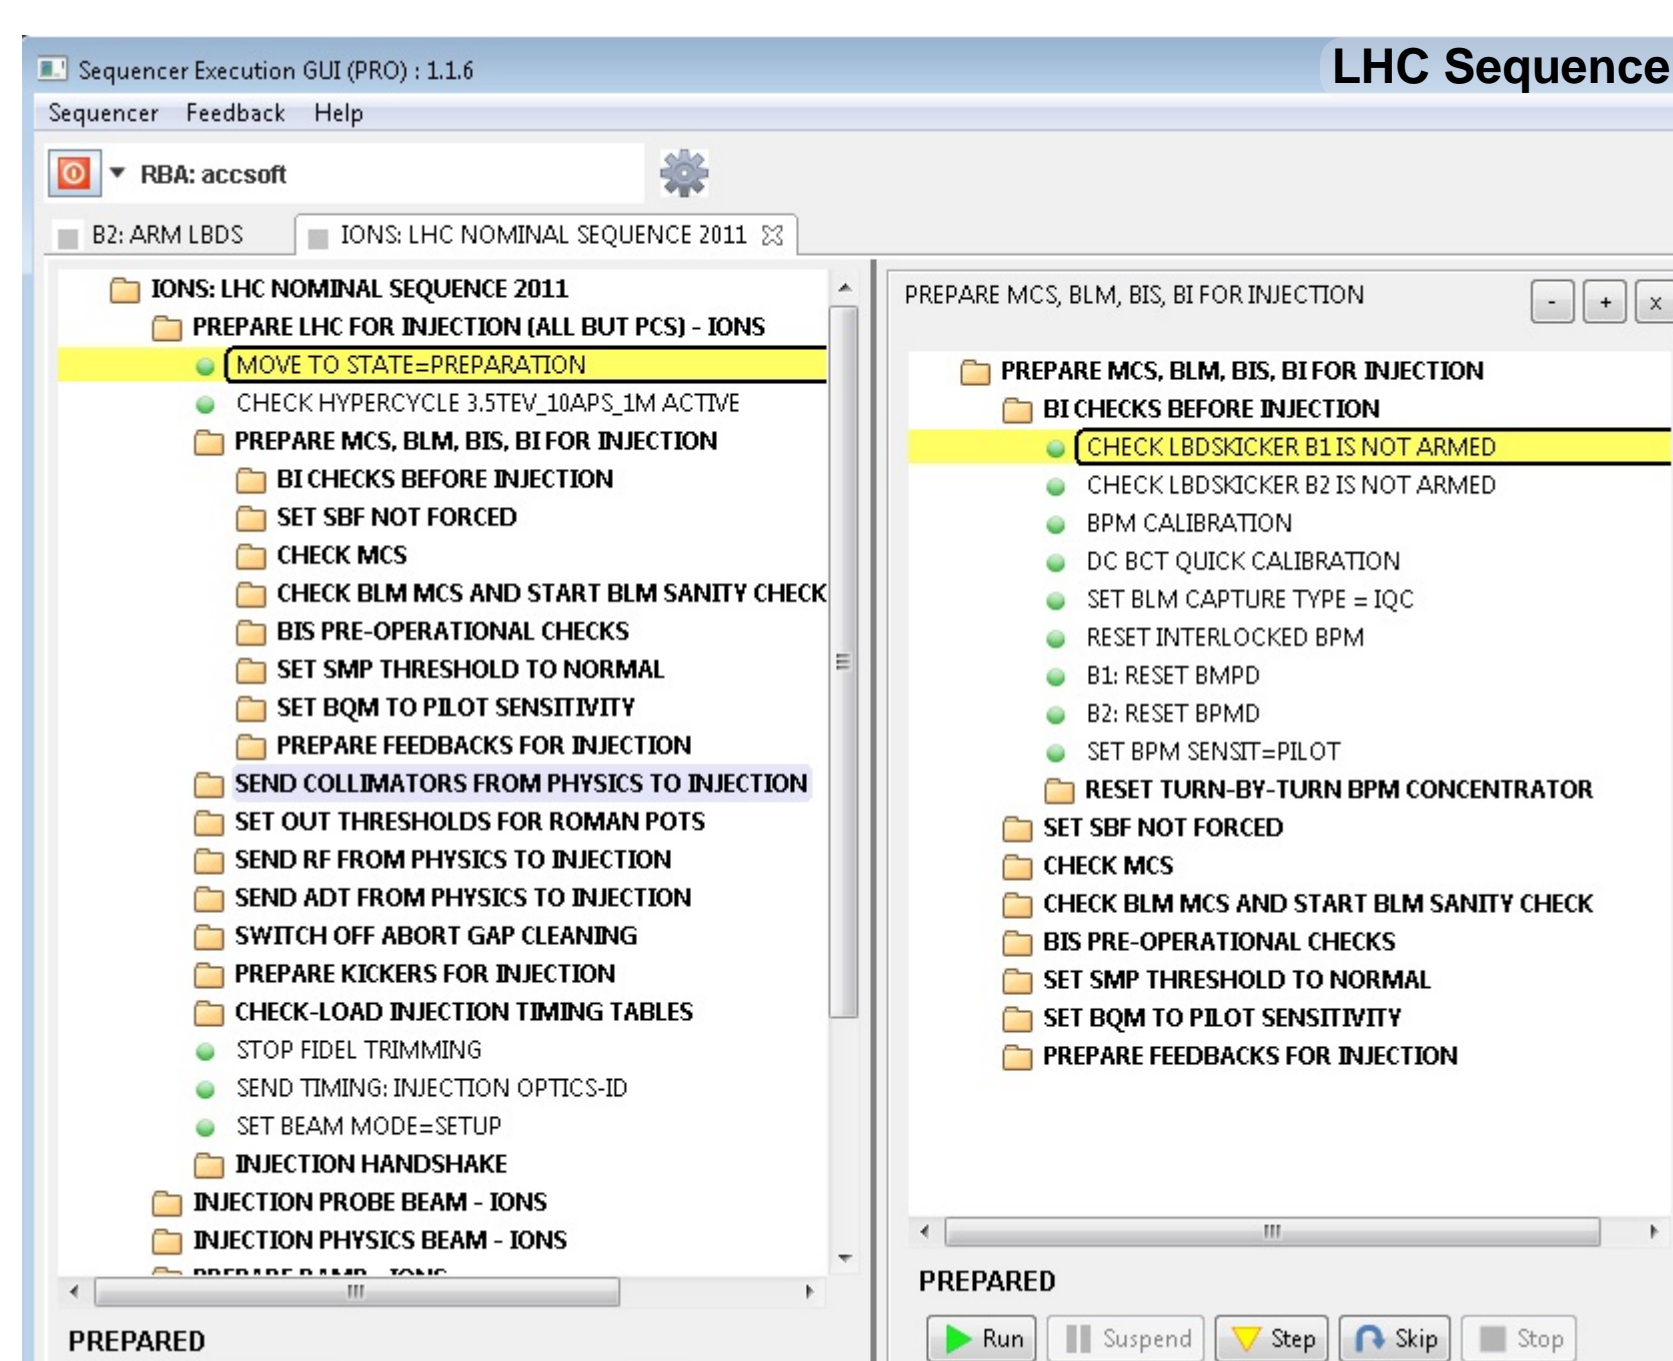 LHC Sequence
Sequencer Execution GUI (PRO) : 1.1.6
Sequencer Feedback Help
RBA: accsoft
B2: ARM LBDS
IONS: LHC NOMINAL SEQUENCE 2011
IONS: LHC NOMINAL SEQUENCE 2011
PREPARE LHC FOR INJECTION (ALL BUT PCS) - IONS
MOVE TO STATE=PREPARATION
CHECK HYPERCYCLE 3.5TEV_10APS_1M ACTIVE
PREPARE MCS, BLM, BIS, BI FOR INJECTION
BI CHECKS BEFORE INJECTION
SET SBF NOT FORCED
CHECK MCS
CHECK BLM MCS AND START BLM SANITY CHECK
BIS PRE-OPERATIONAL CHECKS
SET SMP THRESHOLD TO NORMAL
SET BQM TO PILOT SENSITIVITY
PREPARE FEEDBACKS FOR INJECTION
SEND COLLIMATORS FROM PHYSICS TO INJECTION
SET OUT THRESHOLDS FOR ROMAN POTS
SEND RF FROM PHYSICS TO INJECTION
SEND ADT FROM PHYSICS TO INJECTION
SWITCH OFF ABORT GAP CLEANING
PREPARE KICKERS FOR INJECTION
CHECK-LOAD INJECTION TIMING TABLES
STOP FIDEL TRIMMING
SEND TIMING: INJECTION OPTICS-ID
SET BEAM MODE=SETUP
INJECTION HANDSHAKE
INJECTION PROBE BEAM - IONS
INJECTION PHYSICS BEAM - IONS
PREPARE RAMP - IONS
PREPARED
PREPARE MCS, BLM, BIS, BI FOR INJECTION
- + x
PREPARE MCS, BLM, BIS, BI FOR INJECTION
BI CHECKS BEFORE INJECTION
CHECK LBDSKICKER B1 IS NOT ARMED
CHECK LBDSKICKER B2 IS NOT ARMED
BPM CALIBRATION
DC BCT QUICK CALIBRATION
SET BLM CAPTURE TYPE = IQC
RESET INTERLOCKED BPM
B1: RESET BMPD
B2: RESET BPMD
SET BPM SENSIT=PILOT
RESET TURN-BY-TURN BPM CONCENTRATOR
SET SBF NOT FORCED
CHECK MCS
CHECK BLM MCS AND START BLM SANITY CHECK
BIS PRE-OPERATIONAL CHECKS
SET SMP THRESHOLD TO NORMAL
SET BQM TO PILOT SENSITIVITY
PREPARE FEEDBACKS FOR INJECTION
PREPARED
Run Suspend Step Skip Stop